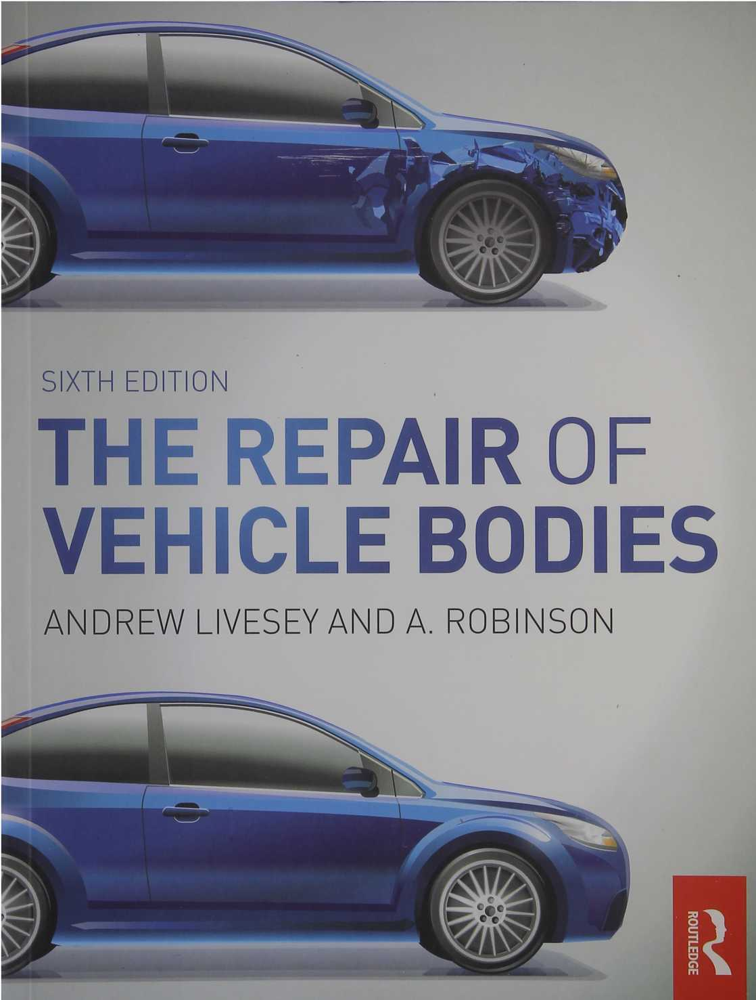 SIXTH EDITION
THE REPAIR OF
VEHICLE BODIES
ANDREW LIVESEY AND A. ROBINSON
ROUTLEDGE